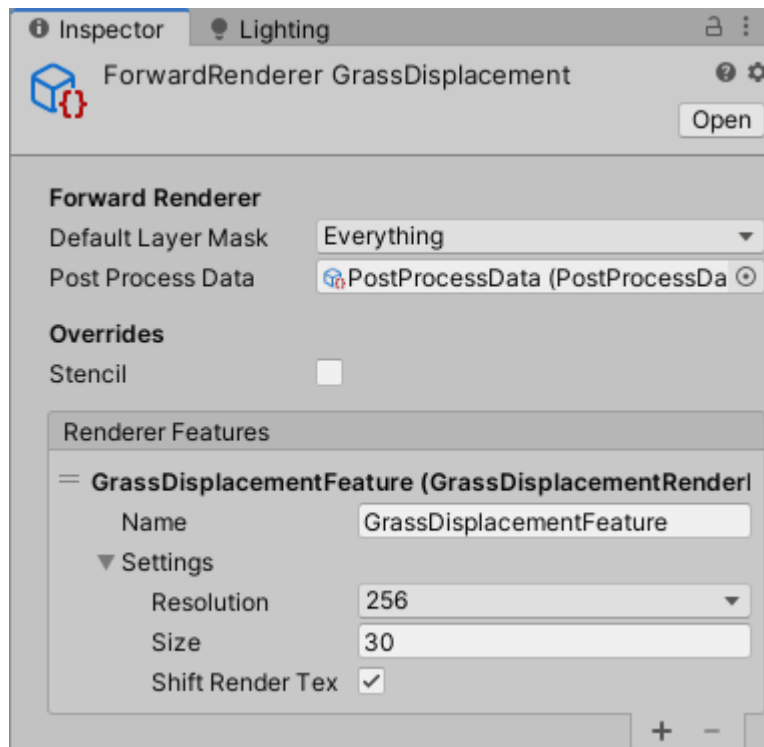 Inspector Lighting
ForwardRenderer GrassDisplacement
Open
Forward Renderer
Default Layer Mask Everything
Post Process Data PostProcessData (PostProcessDa
Overrides
Stencil
Renderer Features
GrassDisplacementFeature (GrassDisplacementRenderI
Name GrassDisplacementFeature
Settings
Resolution 256
Size 30
Shift Render Tex